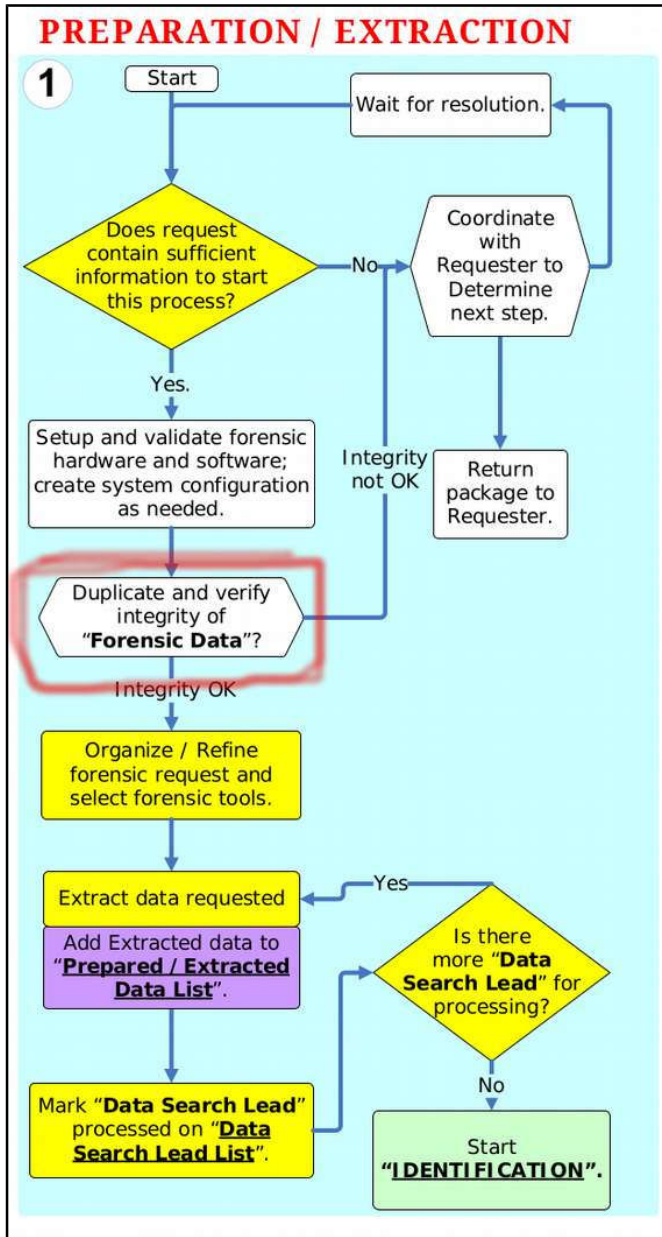 PREPARATION / EXTRACTION
1
Start
Wait for resolution.
Does request
contain sufficient
information to start
this process?
No
Coordinate
with
Requester to
Determine
next step.
Yes.
Setup and validate forensic
hardware and software;
create system configuration
as needed.
Integrity
not OK
Return
package to
Requester.
Duplicate and verify
integrity of
“Forensic Data”?
Integrity OK
Organize / Refine
forensic request and
select forensic tools.
Extract data requested
Yes
Add Extracted data to
“Prepared / Extracted
Data List”.
Is there
more “Data
Search Lead” for
processing?
Mark “Data Search Lead”
processed on “Data
Search Lead List”.
No
Start
“IDENTIFICATION”.